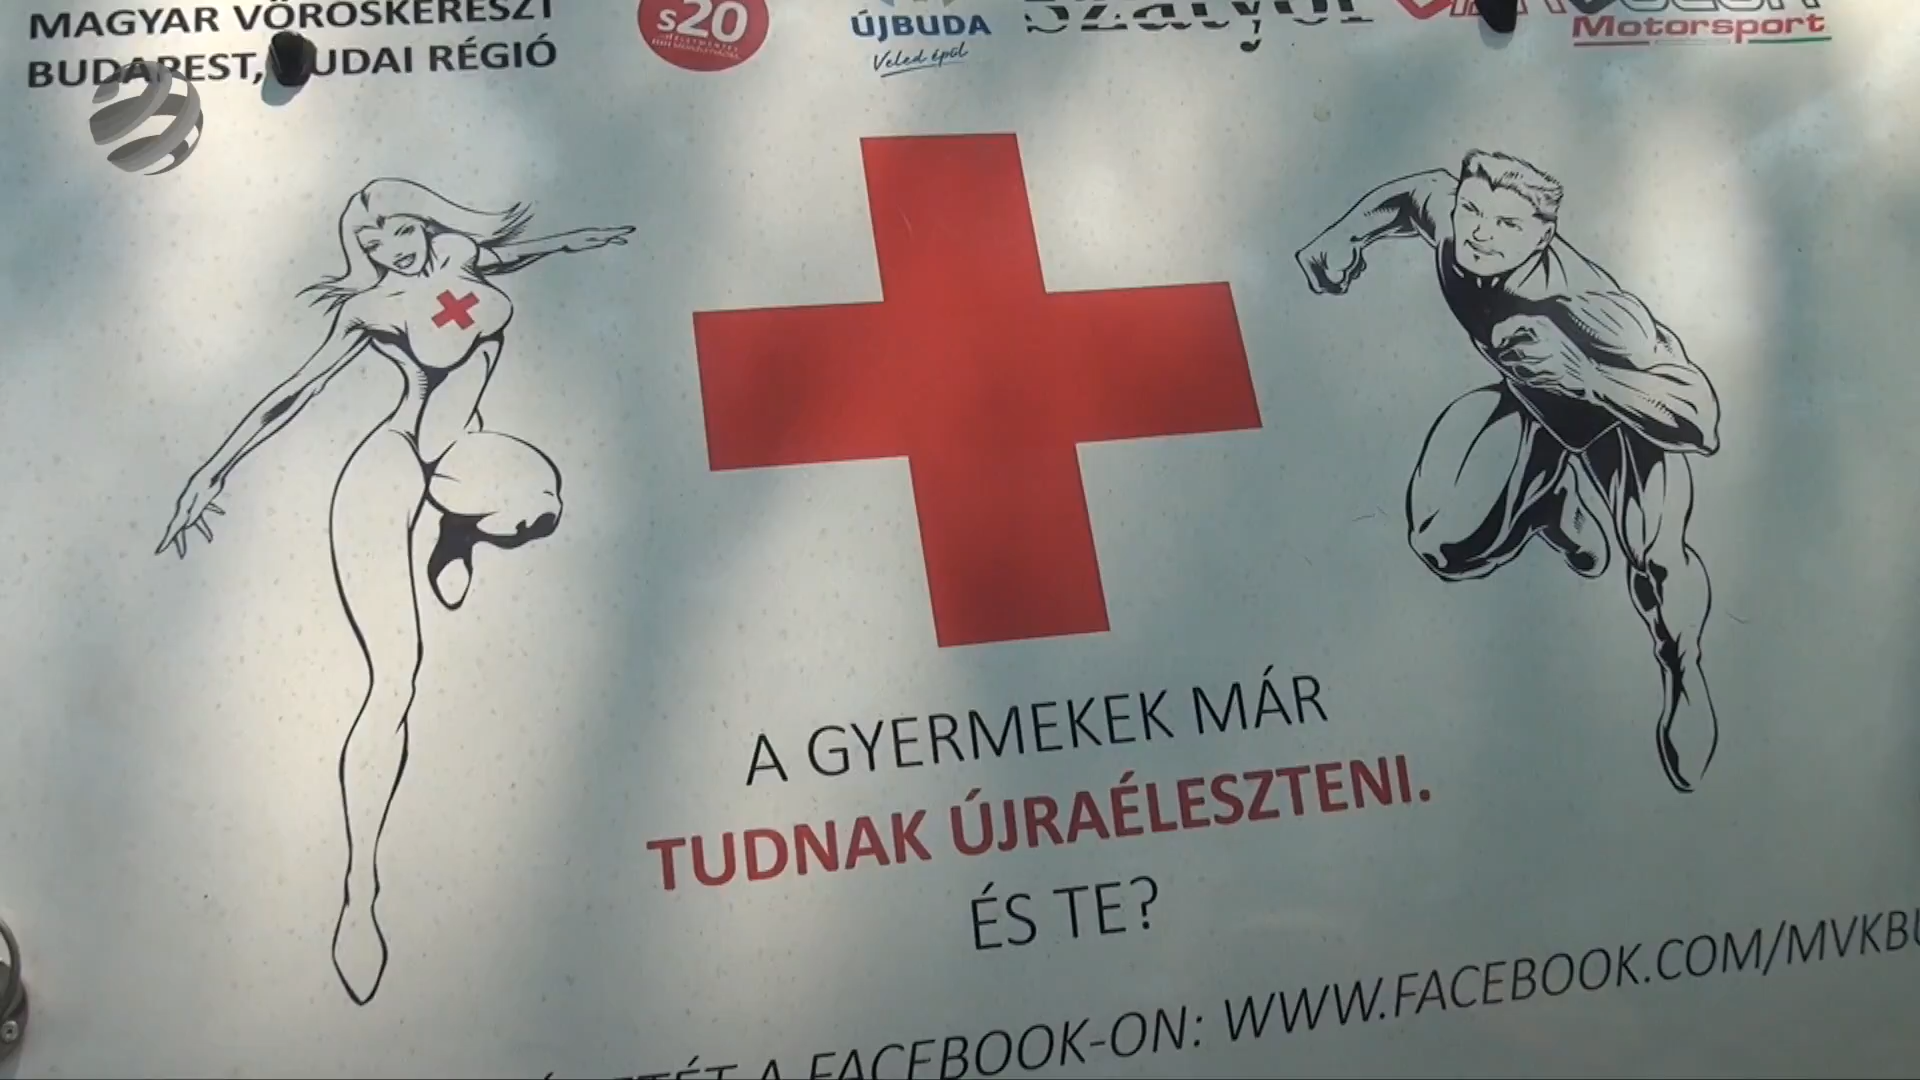 MAGYAR VÖRÖSKERESZT
BUDAPEST, BUDAI RÉGIÓ
s20
ÚJBUDA
Veled épül
Szatyor
Motorsport
A GYERMEKEK MÁR
TUDNAK ÚJRAÉLESZTENI.
ÉS TE?
A FACEBOOK-ON: WWW.FACEBOOK.COM/MVKBU